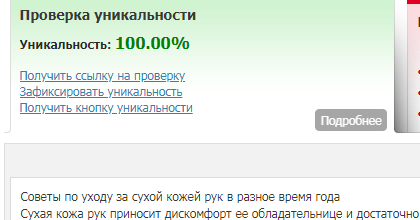 Проверка уникальности
Уникальность: 100.00%
Получить ссылку на проверку
Зафиксировать уникальность
Получить кнопку уникальности
Подробнее
Советы по уходу за сухой кожей рук в разное время года
Сухая кожа рук приносит дискомфорт ее обладательнице и достаточно